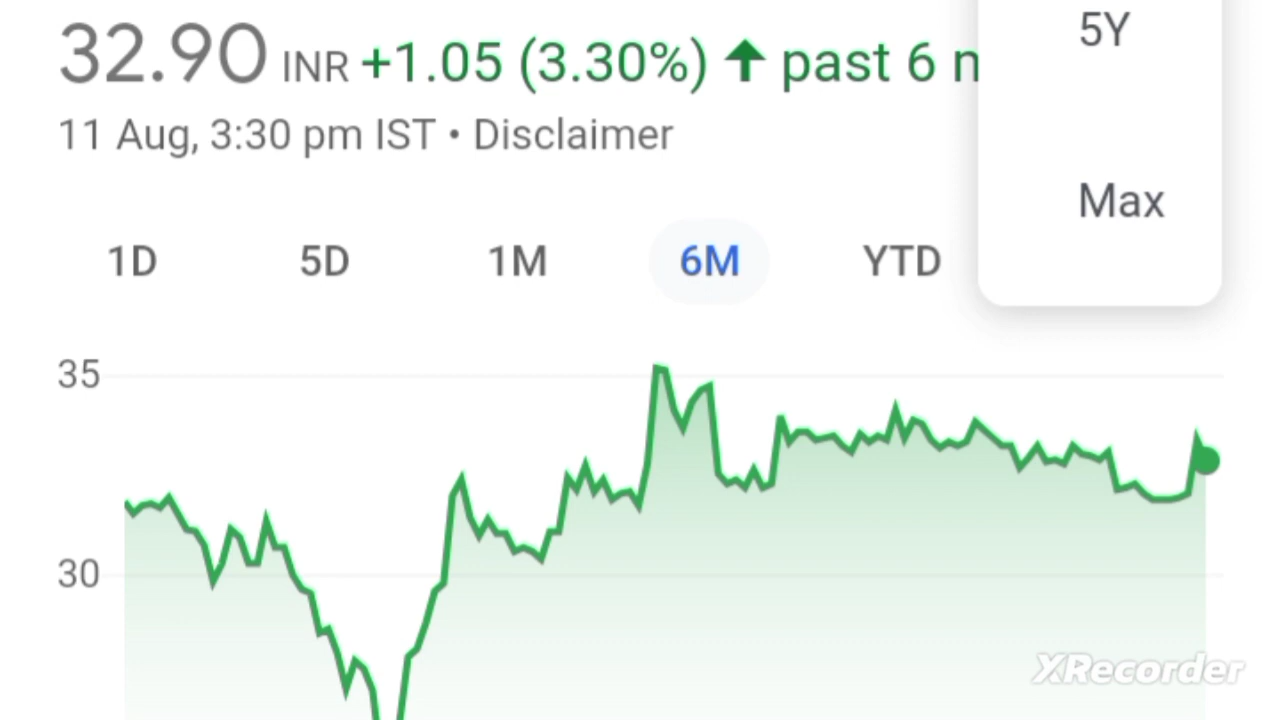 32.90 INR +1.05 (3.30%) ↑ past 6
11 Aug, 3:30 pm IST • Disclaimer
5Y
Max
1D 5D 1M 6M YTD
35
30
XRecorder